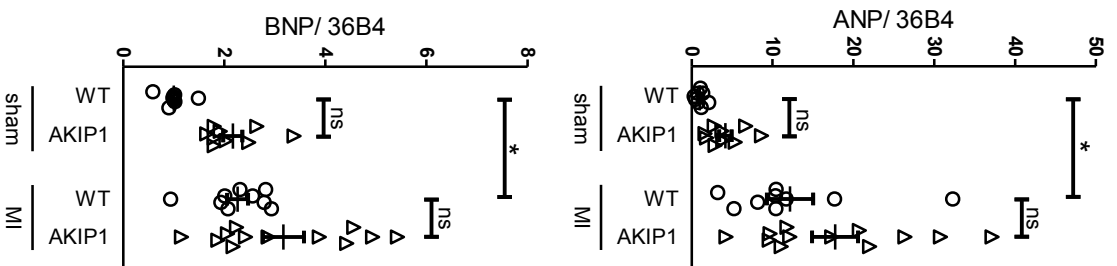 BNP/ 36B4
0 2 4 6 8
WT
AKIP1
WT
AKIP1
sham
MI
ns
*
ns
ANP/ 36B4
0 10 20 30 40 50
WT
AKIP1
WT
AKIP1
sham
MI
ns
*
ns